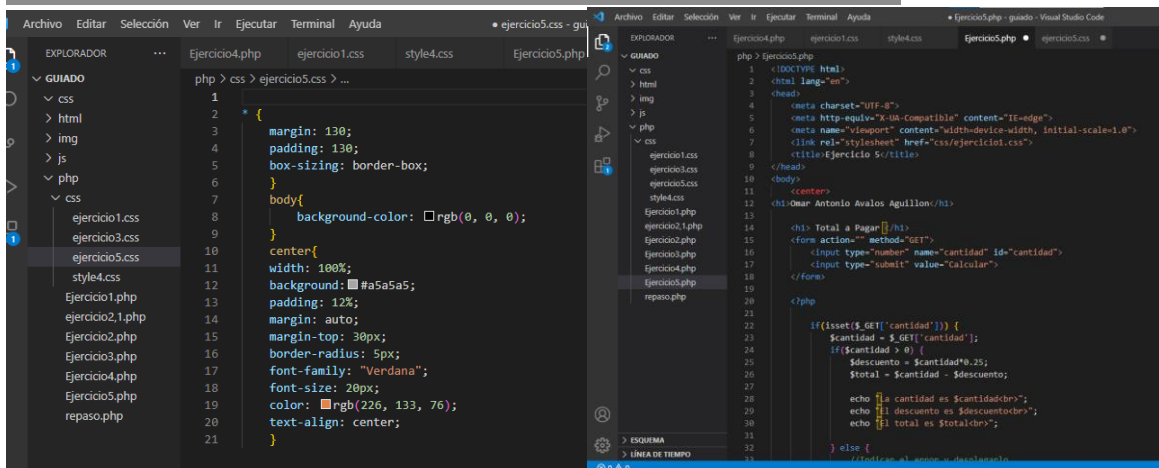 Archivo Editar Selección Ver Ir Ejecutar Terminal Ayuda
● ejercicio5.css - gui
EXPLORADOR ...
GUIADO
css
html
img
js
php
css
ejercicio1.css
ejercicio3.css
ejercicio5.css
style4.css
Ejercicio1.php
ejercicio2,1.php
Ejercicio2.php
Ejercicio3.php
Ejercicio4.php
Ejercicio5.php
repaso.php
Ejercicio4.php ejercicio1.css style4.css Ejercicio5.php
php > css > ejercicio5.css > ...
1
2 * {
3 margin: 130;
4 padding: 130;
5 box-sizing: border-box;
6 }
7 body{
8 background-color: rgb(0, 0, 0);
9 }
10 center{
11 width: 100%;
12 background: #a5a5a5;
13 padding: 12%;
14 margin: auto;
15 margin-top: 30px;
16 border-radius: 5px;
17 font-family: "Verdana";
18 font-size: 20px;
19 color: rgb(226, 133, 76);
20 text-align: center;
21 }
Archivo Editar Selección Ver Ir Ejecutar Terminal Ayuda
● Ejercicio5.php - guiado - Visual Studio Code
EXPLORADOR ...
GUIADO
css
html
img
js
php
css
ejercicio1.css
ejercicio3.css
ejercicio5.css
style4.css
Ejercicio1.php
ejercicio2,1.php
Ejercicio2.php
Ejercicio3.php
Ejercicio4.php
Ejercicio5.php
repaso.php
ESQUEMA
LÍNEA DE TIEMPO
Ejercicio4.php ejercicio1.css style4.css Ejercicio5.php ● ejercicio5.css ●
php > Ejercicio5.php
1 <!DOCTYPE html>
2 <html lang="en">
3 <head>
4 <meta charset="UTF-8">
5 <meta http-equiv="X-UA-Compatible" content="IE=edge">
6 <meta name="viewport" content="width=device-width, initial-scale=1.0">
7 <link rel="stylesheet" href="css/ejercicio1.css">
8 <title>Ejercicio 5</title>
9 </head>
10 <body>
11 <center>
12 <h1>Omar Antonio Avalos Aguillon</h1>
13
14 <h1> Total a Pagar </h1>
15 <form action="" method="GET">
16 <input type="number" name="cantidad" id="cantidad">
17 <input type="submit" value="Calcular">
18 </form>
19
20 <?php
21
22 if(isset($_GET['cantidad'])) {
23 $cantidad = $_GET['cantidad'];
24 if($cantidad > 0) {
25 $descuento = $cantidad*0.25;
26 $total = $cantidad - $descuento;
27
28 echo "La cantidad es $cantidad<br>";
29 echo "El descuento es $descuento<br>";
30 echo "El total es $total<br>";
31
32 } else {
33 //Indicar el error y desplegarlo